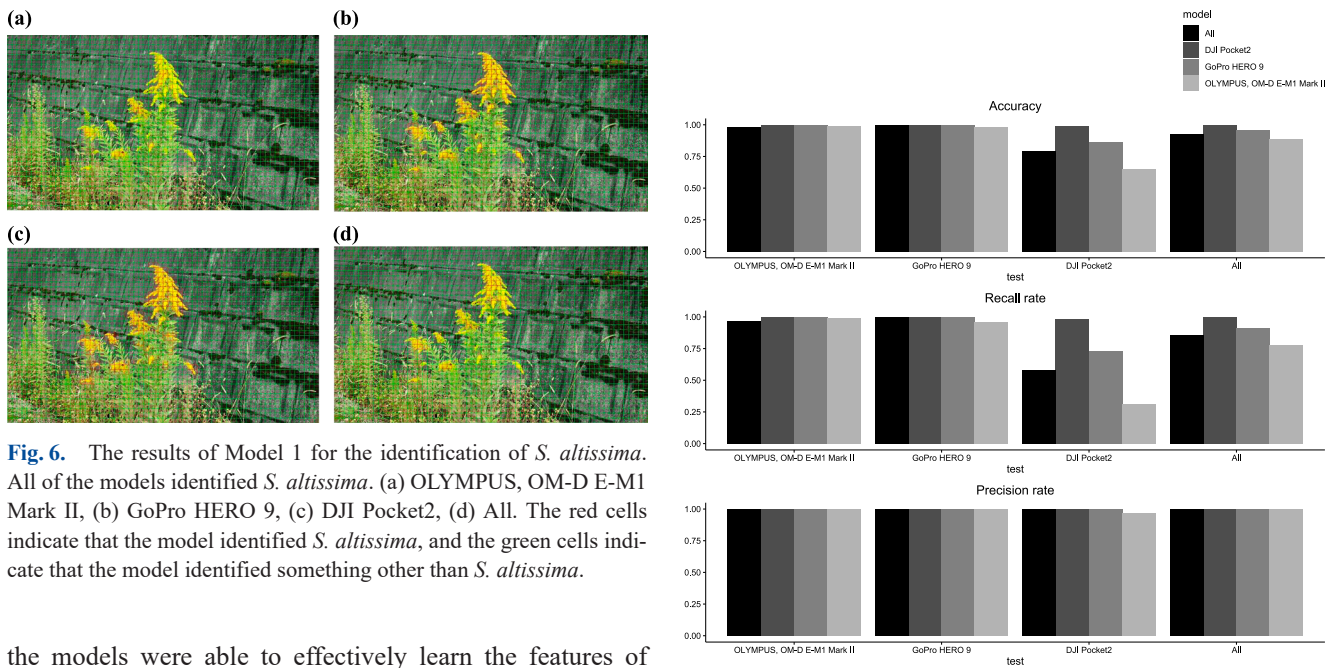 (a)
(b)
(c)
(d)
Fig. 6. The results of Model 1 for the identification of S. altissima.
All of the models identified S. altissima. (a) OLYMPUS, OM-D E-M1
Mark II, (b) GoPro HERO 9, (c) DJI Pocket2, (d) All. The red cells
indicate that the model identified S. altissima, and the green cells indi-
cate that the model identified something other than S. altissima.
the models were able to effectively learn the features of
model
All
DJI Pocket2
GoPro HERO 9
OLYMPUS, OM-D E-M1 Mark II
Accuracy
1.00
0.75
0.50
0.25
0.00
OLYMPUS, OM-D E-M1 Mark II
GoPro HERO 9
DJI Pocket2
All
test
Recall rate
1.00
0.75
0.50
0.25
0.00
OLYMPUS, OM-D E-M1 Mark II
GoPro HERO 9
DJI Pocket2
All
test
Precision rate
1.00
0.75
0.50
0.25
0.00
OLYMPUS, OM-D E-M1 Mark II
GoPro HERO 9
DJI Pocket2
All
test